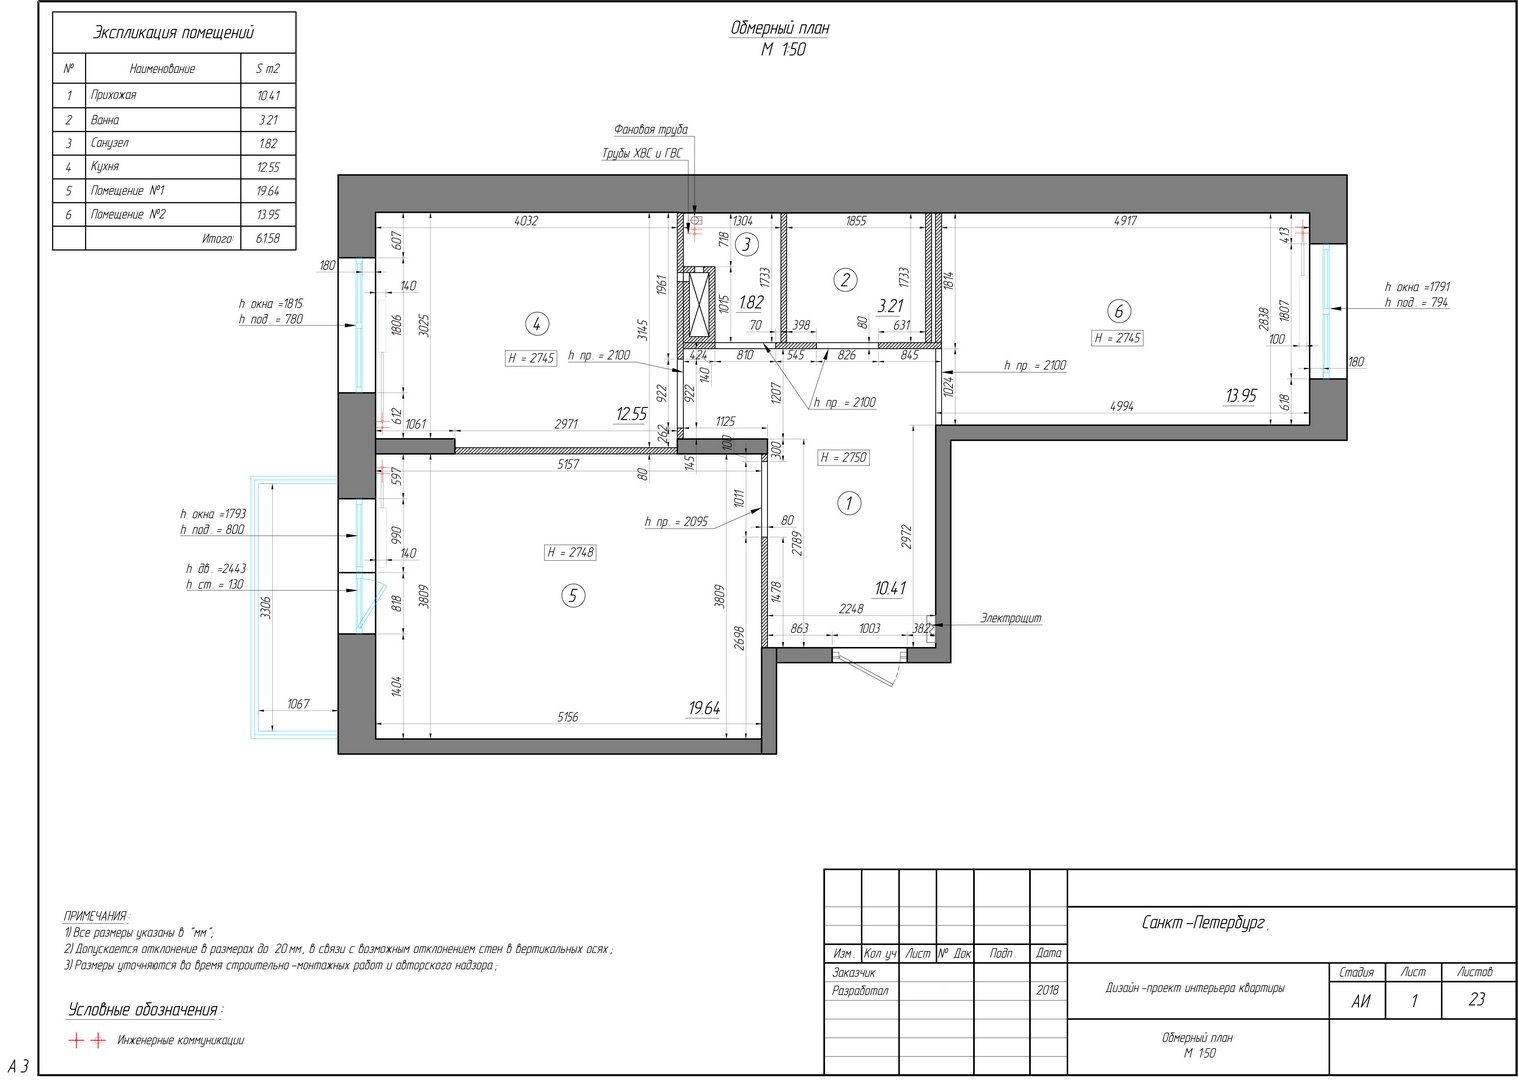 Экспликация помещений
№ Наименование S m2
1 Прихожая 10.41
2 Ванна 3.21
3 Санузел 1.82
4 Кухня 12.55
5 Помещение №1 19.64
6 Помещение №2 13.95
Итого: 61.58
Обмерный план
М 1:50
Фановая труба
Трубы ХВС и ГВС
4032
1304
1855
4917
607
718
413
180
140
1806
3025
1961
3145
1015
1733
1733
1814
2838
1807
3
2
4
6
1.82
3.21
h окна =1815
h под. = 780
h окна =1791
h под. = 794
H = 2745
H = 2745
70
398
80
631
100
180
h пр. = 2100
424
810
545
826
845
h пр. = 2100
140
922
922
1207
1024
h пр. = 2100
13.95
618
612
12.55
4994
1061
2971
262
1125
100
300
145
5157
80
597
H = 2750
h окна =1793
h под. = 800
990
1011
1
h пр. = 2095
80
2789
2972
H = 2748
140
h дв. =2443
h ст. = 130
5
3306
818
3809
3809
1478
10.41
2248
Электрощит
863
1003
382
2698
1404
1067
5156
19.64
ПРИМЕЧАНИЯ:
1) Все размеры указаны в "мм";
2) Допускается отклонение в размерах до 20 мм, в связи с возможным отклонением стен в вертикальных осях;
3) Размеры уточняются во время строительно-монтажных работ и авторского надзора;
Условные обозначения:
Инженерные коммуникации
А 3
Санкт-Петербург.
Изм. Кол уч Лист № Док Подп. Дата
Заказчик
Разработал 2018
Дизайн-проект интерьера квартиры
Стадия Лист Листов
АИ 1 23
Обмерный план
М 1:50